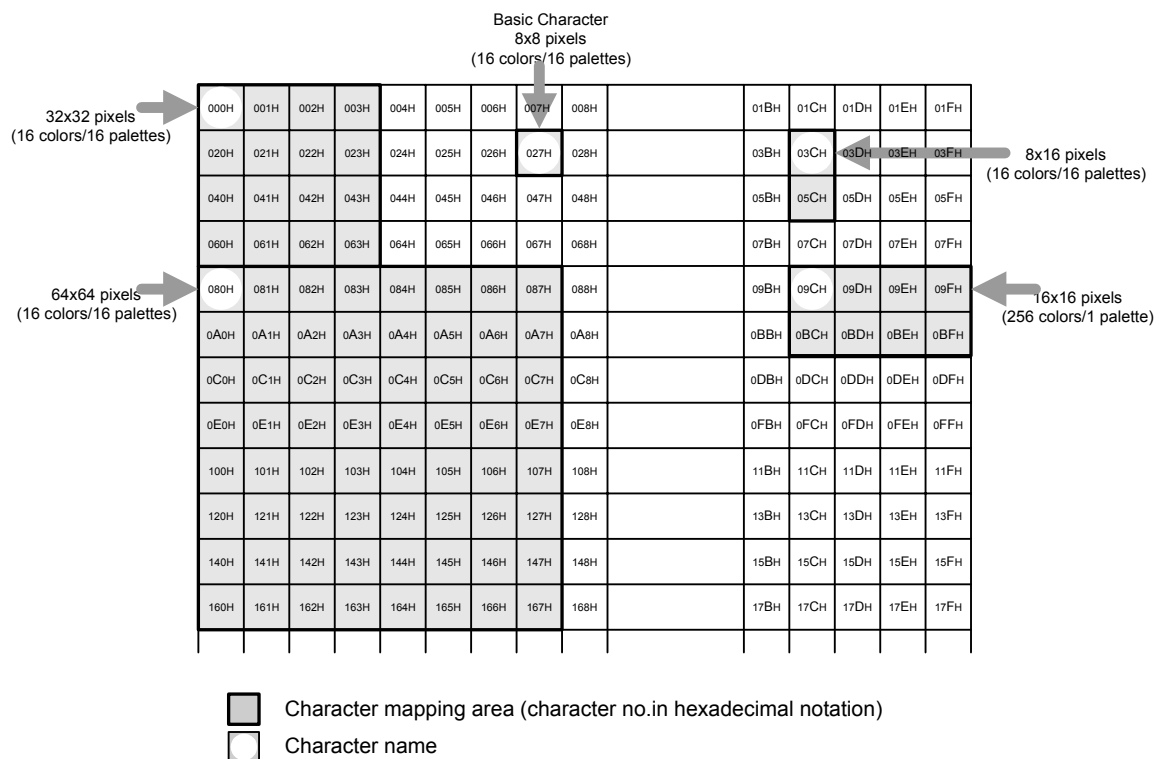 Basic Character
8x8 pixels
(16 colors/16 palettes)
32x32 pixels
(16 colors/16 palettes)
000H 001H 002H 003H 004H 005H 006H 007H 008H 01BH 01CH 01DH 01EH 01FH
020H 021H 022H 023H 024H 025H 026H 027H 028H 03BH 03CH 03DH 03EH 03FH
8x16 pixels
(16 colors/16 palettes)
040H 041H 042H 043H 044H 045H 046H 047H 048H 05BH 05CH 05DH 05EH 05FH
060H 061H 062H 063H 064H 065H 066H 067H 068H 07BH 07CH 07DH 07EH 07FH
64x64 pixels
(16 colors/16 palettes)
080H 081H 082H 083H 084H 085H 086H 087H 088H 09BH 09CH 09DH 09EH 09FH
16x16 pixels
(256 colors/1 palette)
0A0H 0A1H 0A2H 0A3H 0A4H 0A5H 0A6H 0A7H 0A8H 0BBH 0BCH 0BDH 0BEH 0BFH
0C0H 0C1H 0C2H 0C3H 0C4H 0C5H 0C6H 0C7H 0C8H 0DBH 0DCH 0DDH 0DEH 0DFH
0E0H 0E1H 0E2H 0E3H 0E4H 0E5H 0E6H 0E7H 0E8H 0FBH 0FCH 0FDH 0FEH 0FFH
100H 101H 102H 103H 104H 105H 106H 107H 108H 11BH 11CH 11DH 11EH 11FH
120H 121H 122H 123H 124H 125H 126H 127H 128H 13BH 13CH 13DH 13EH 13FH
140H 141H 142H 143H 144H 145H 146H 147H 148H 15BH 15CH 15DH 15EH 15FH
160H 161H 162H 163H 164H 165H 166H 167H 168H 17BH 17CH 17DH 17EH 17FH
Character mapping area (character no.in hexadecimal notation)
Character name